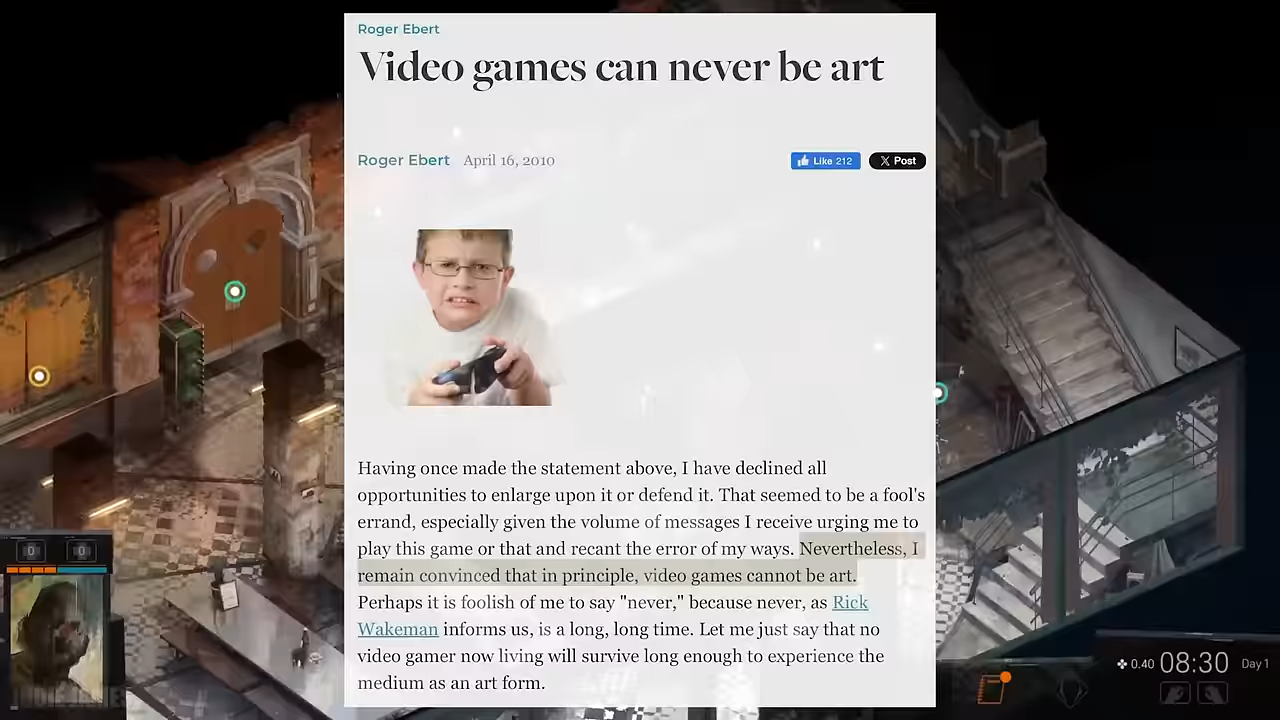 Roger Ebert
Video games can never be art
Roger Ebert April 16, 2010
Like 212
Post
Having once made the statement above, I have declined all
opportunities to enlarge upon it or defend it. That seemed to be a fool's
errand, especially given the volume of messages I receive urging me to
play this game or that and recant the error of my ways. Nevertheless, I
remain convinced that in principle, video games cannot be art.
Perhaps it is foolish of me to say "never," because never, as Rick
Wakeman informs us, is a long, long time. Let me just say that no
video gamer now living will survive long enough to experience the
medium as an art form.
0 0
0.40 08:30 Day 1